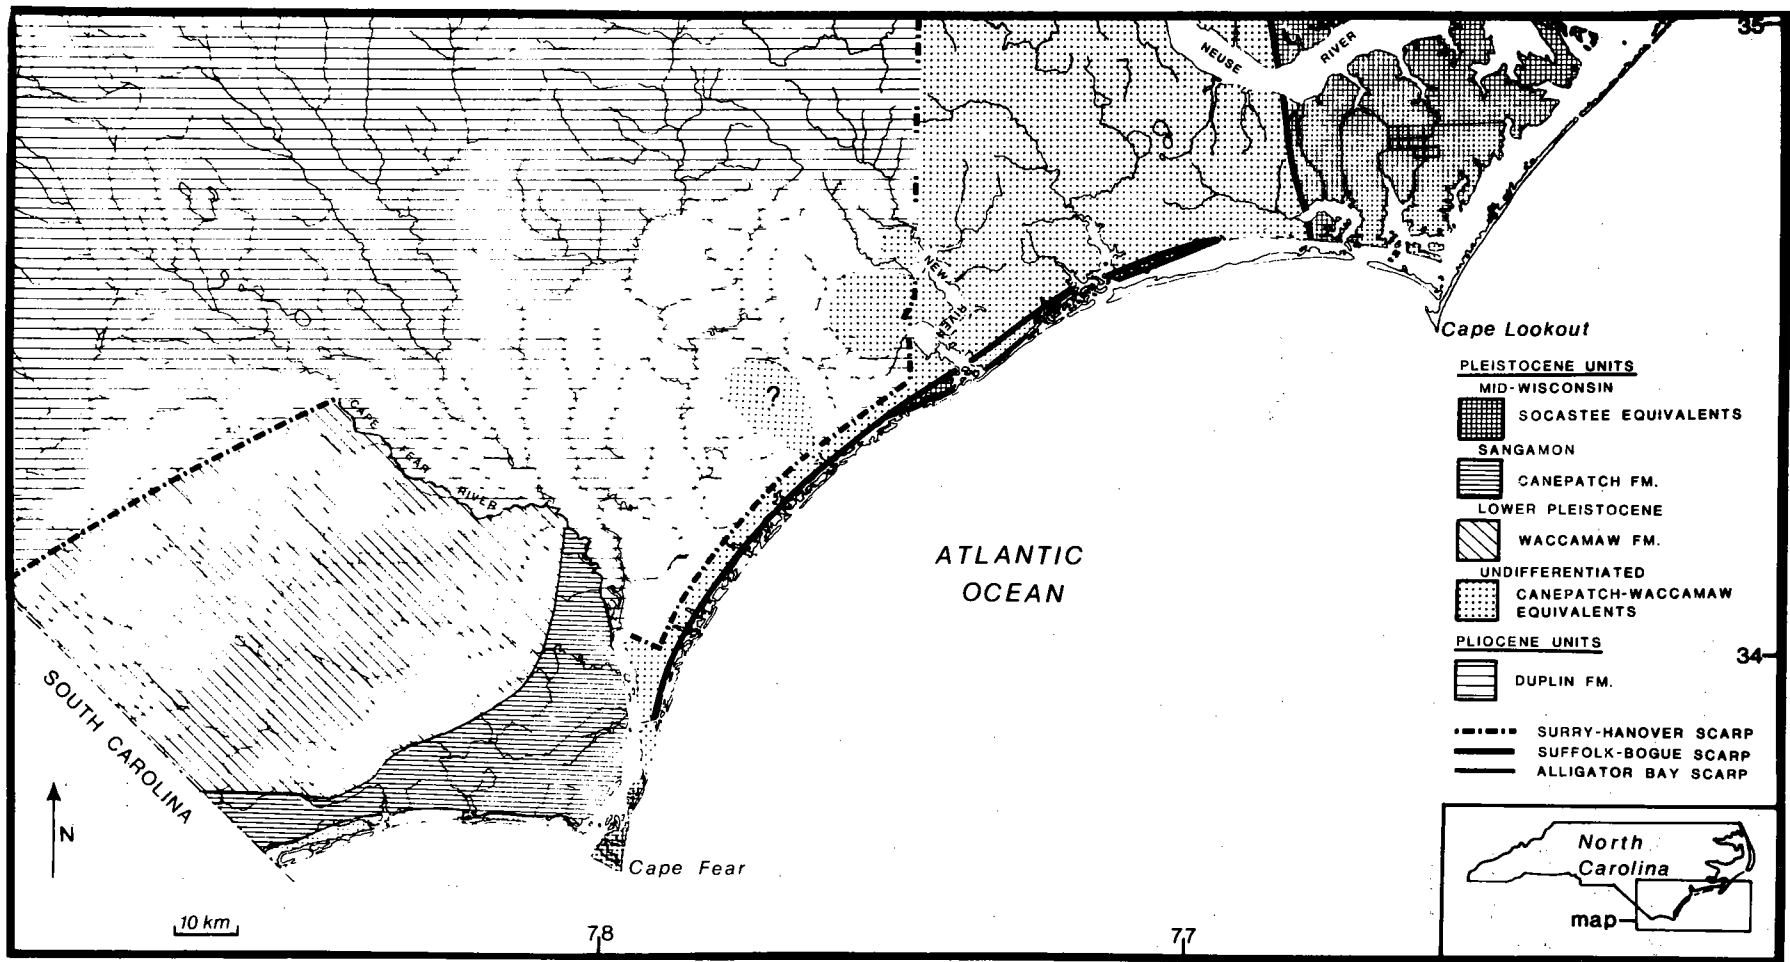 35
NEUSE
RIVER
NEW
RIVER
Cape Lookout
PLEISTOCENE UNITS
MID-WISCONSIN
SOCASTEE EQUIVALENTS
SANGAMON
CANEPATCH FM.
LOWER PLEISTOCENE
WACCAMAW FM.
UNDIFFERENTIATED
CANEPATCH-WACCAMAW
EQUIVALENTS
PLIOCENE UNITS
DUPLIN FM.
SURRY-HANOVER SCARP
SUFFOLK-BOGUE SCARP
ALLIGATOR BAY SCARP
?
CAPE FEAR RIVER
ATLANTIC
OCEAN
34
SOUTH CAROLINA
N
Cape Fear
10 km
78
77
North
Carolina
map